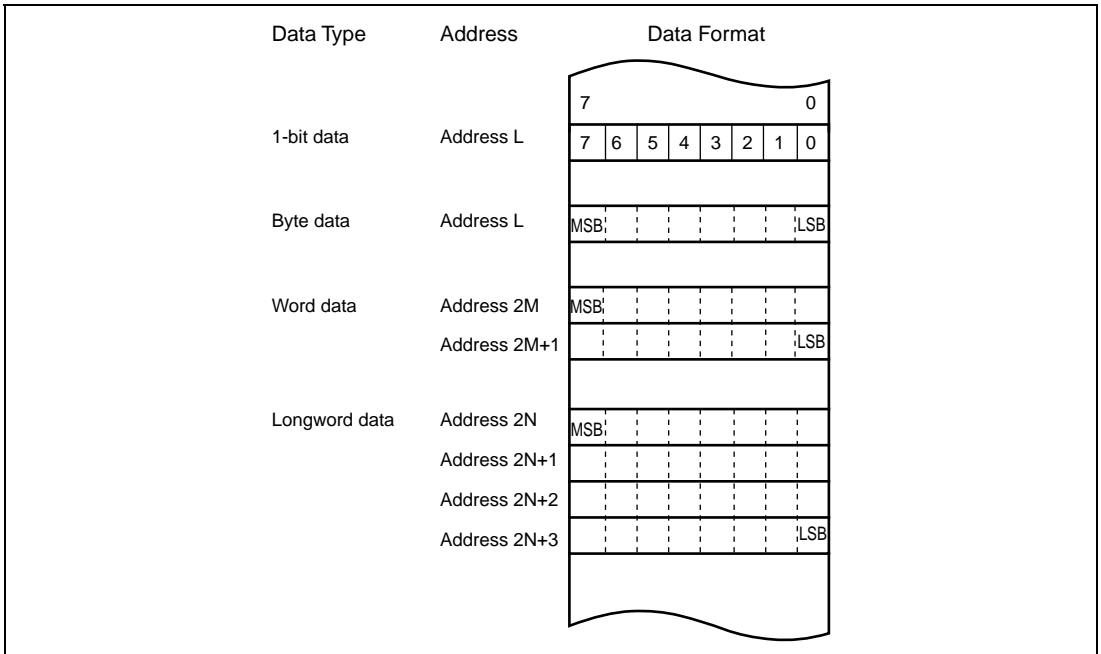 Data Type Address Data Format
7 0
1-bit data Address L 7 6 5 4 3 2 1 0
Byte data Address L MSB LSB
Word data Address 2M MSB
Address 2M+1 LSB
Longword data Address 2N MSB
Address 2N+1
Address 2N+2
Address 2N+3 LSB